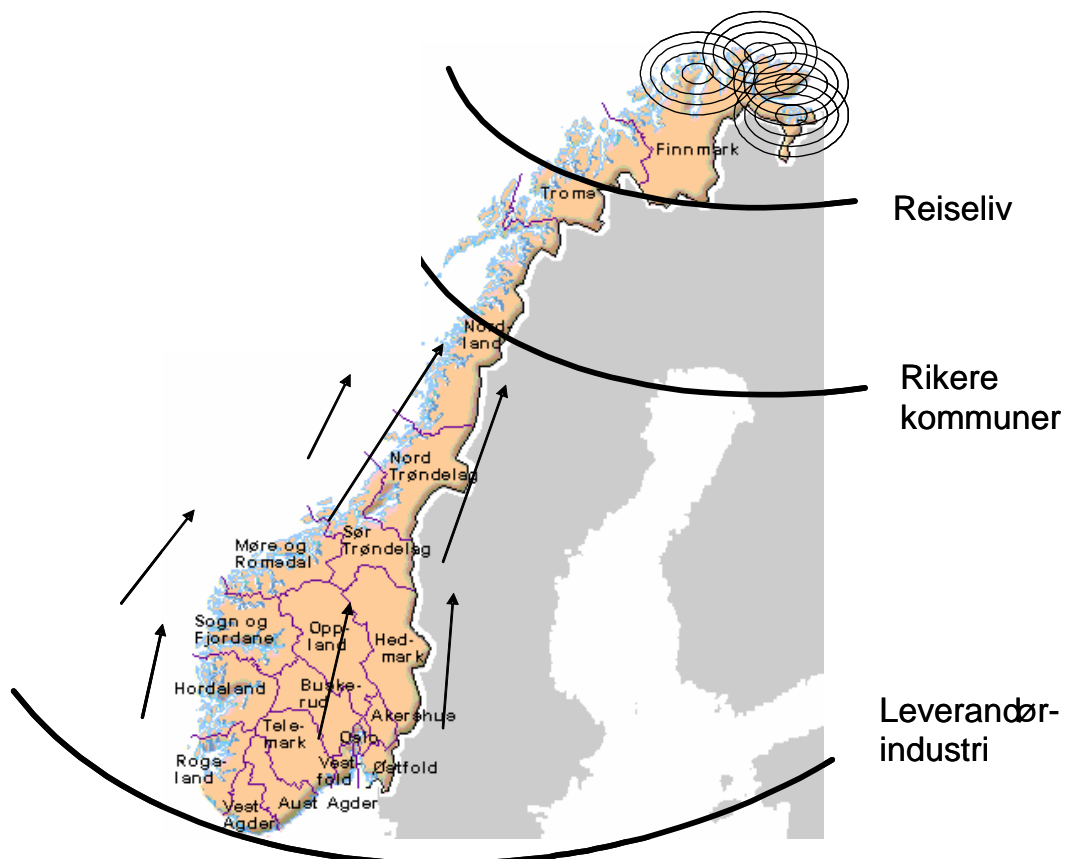 Finnmark
Troms
Reiseliv
Nord-
land
Rikere
kommuner
Nord
Trøndelag
Sør
Trøndelag
Møre og
Romsdal
Sogn og
Fjordane
Opp-
land
Hed-
mark
Hordaland
Buske-
rud
Akershus
Tele-
mark
Oslo
Roga-
land
Vest-
fold
Østfold
Vest-
Agder
Aust Agder
Leverandør-
industri